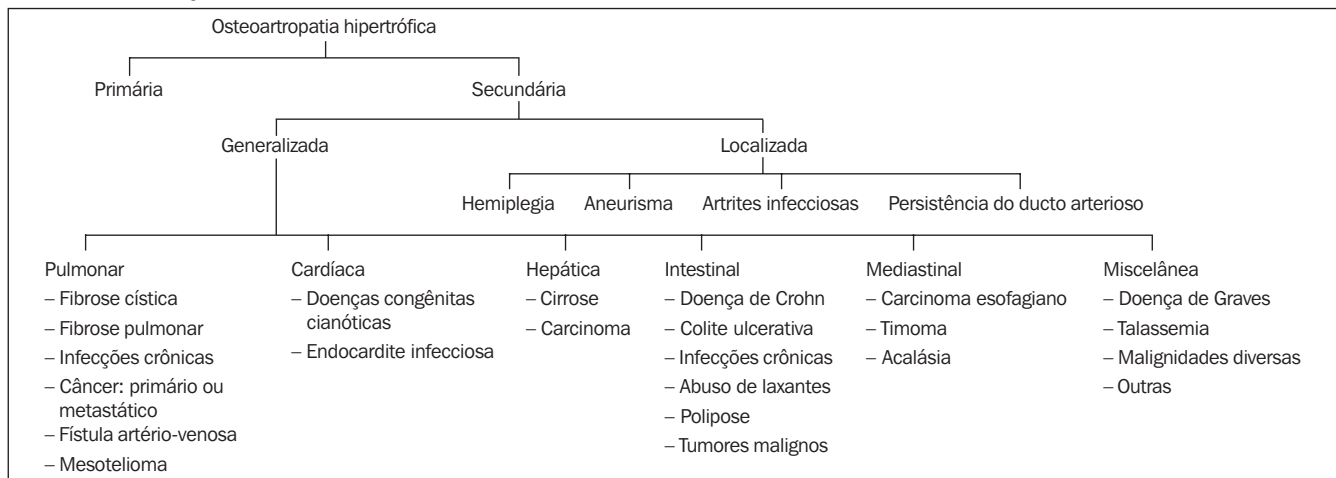 Osteoartropatia hipertrófica
Primária
Secundária
Generalizada
Localizada
Hemiplegia
Aneurisma
Artrites infecciosas
Persistência do ducto arterioso
Pulmonar
– Fibrose cística
– Fibrose pulmonar
– Infecções crônicas
– Câncer: primário ou
metastático
– Fístula artério-venosa
– Mesotelioma
Cardíaca
– Doenças congênitas
cianóticas
– Endocardite infecciosa
Hepática
– Cirrose
– Carcinoma
Intestinal
– Doença de Crohn
– Colite ulcerativa
– Infecções crônicas
– Abuso de laxantes
– Polipose
– Tumores malignos
Mediastinal
– Carcinoma esofagiano
– Timoma
– Acalásia
Miscelânea
– Doença de Graves
– Talassemia
– Malignidades diversas
– Outras